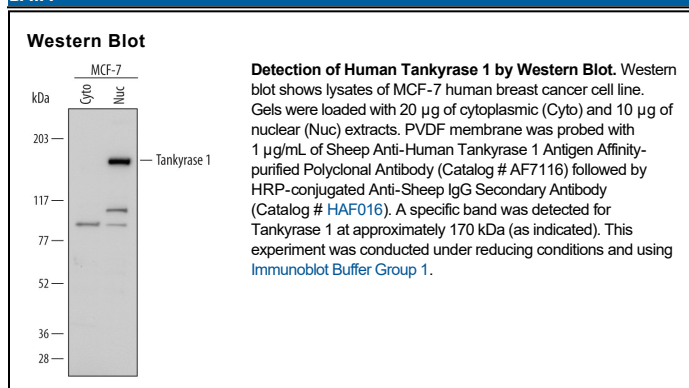 Western Blot
MCF-7
kDa
Cyto
Nuc
203
Tankyrase 1
117
77
52
36
28
Detection of Human Tankyrase 1 by Western Blot. Western
blot shows lysates of MCF-7 human breast cancer cell line.
Gels were loaded with 20 µg of cytoplasmic (Cyto) and 10 µg of
nuclear (Nuc) extracts. PVDF membrane was probed with
1 µg/mL of Sheep Anti-Human Tankyrase 1 Antigen Affinity-
purified Polyclonal Antibody (Catalog # AF7116) followed by
HRP-conjugated Anti-Sheep IgG Secondary Antibody
(Catalog # HAF016). A specific band was detected for
Tankyrase 1 at approximately 170 kDa (as indicated). This
experiment was conducted under reducing conditions and using
Immunoblot Buffer Group 1.